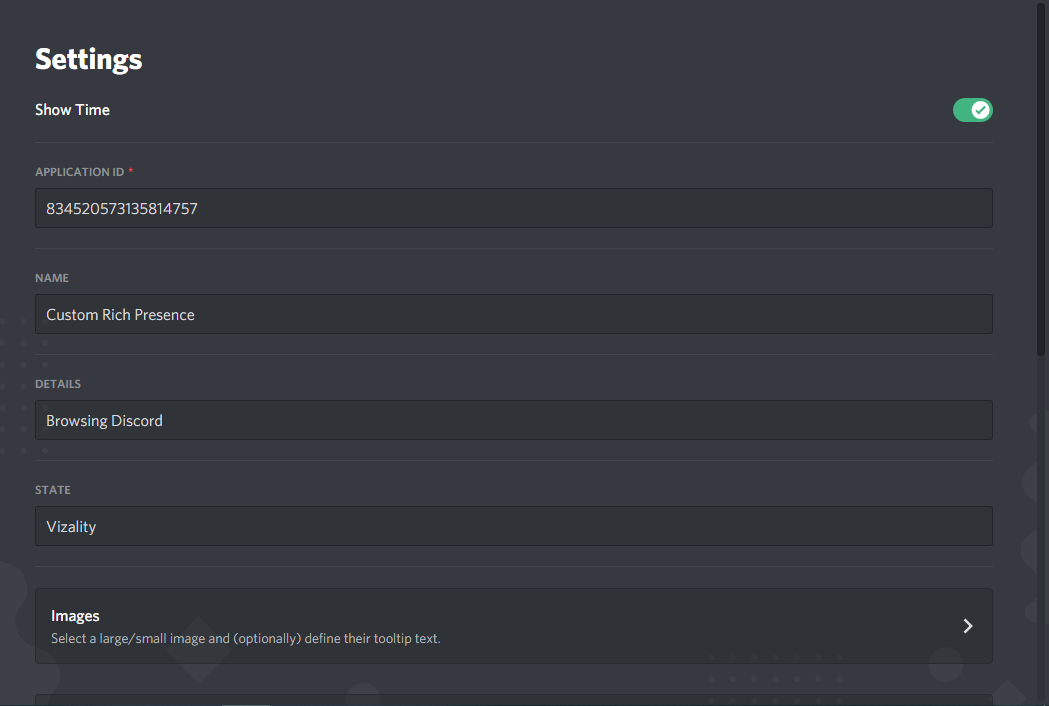 Settings
Show Time
APPLICATION ID *
834520573135814757
NAME
Custom Rich Presence
DETAILS
Browsing Discord
STATE
Vizality
Images
Select a large/small image and (optionally) define their tooltip text.